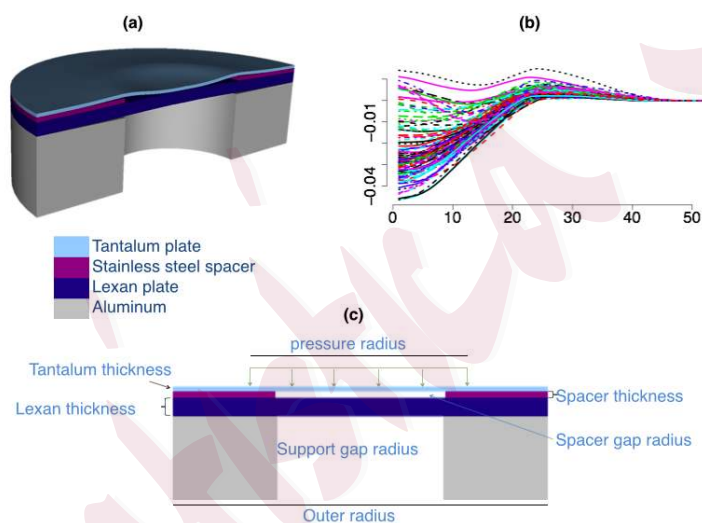 (a)
(b)
−0.01
−0.04
0 10 20 30 40 50
Tantalum plate
Stainless steel spacer
Lexan plate
Aluminum
(c)
pressure radius
Tantalum thickness
Lexan thickness
Spacer thickness
Support gap radius
Spacer gap radius
Outer radius